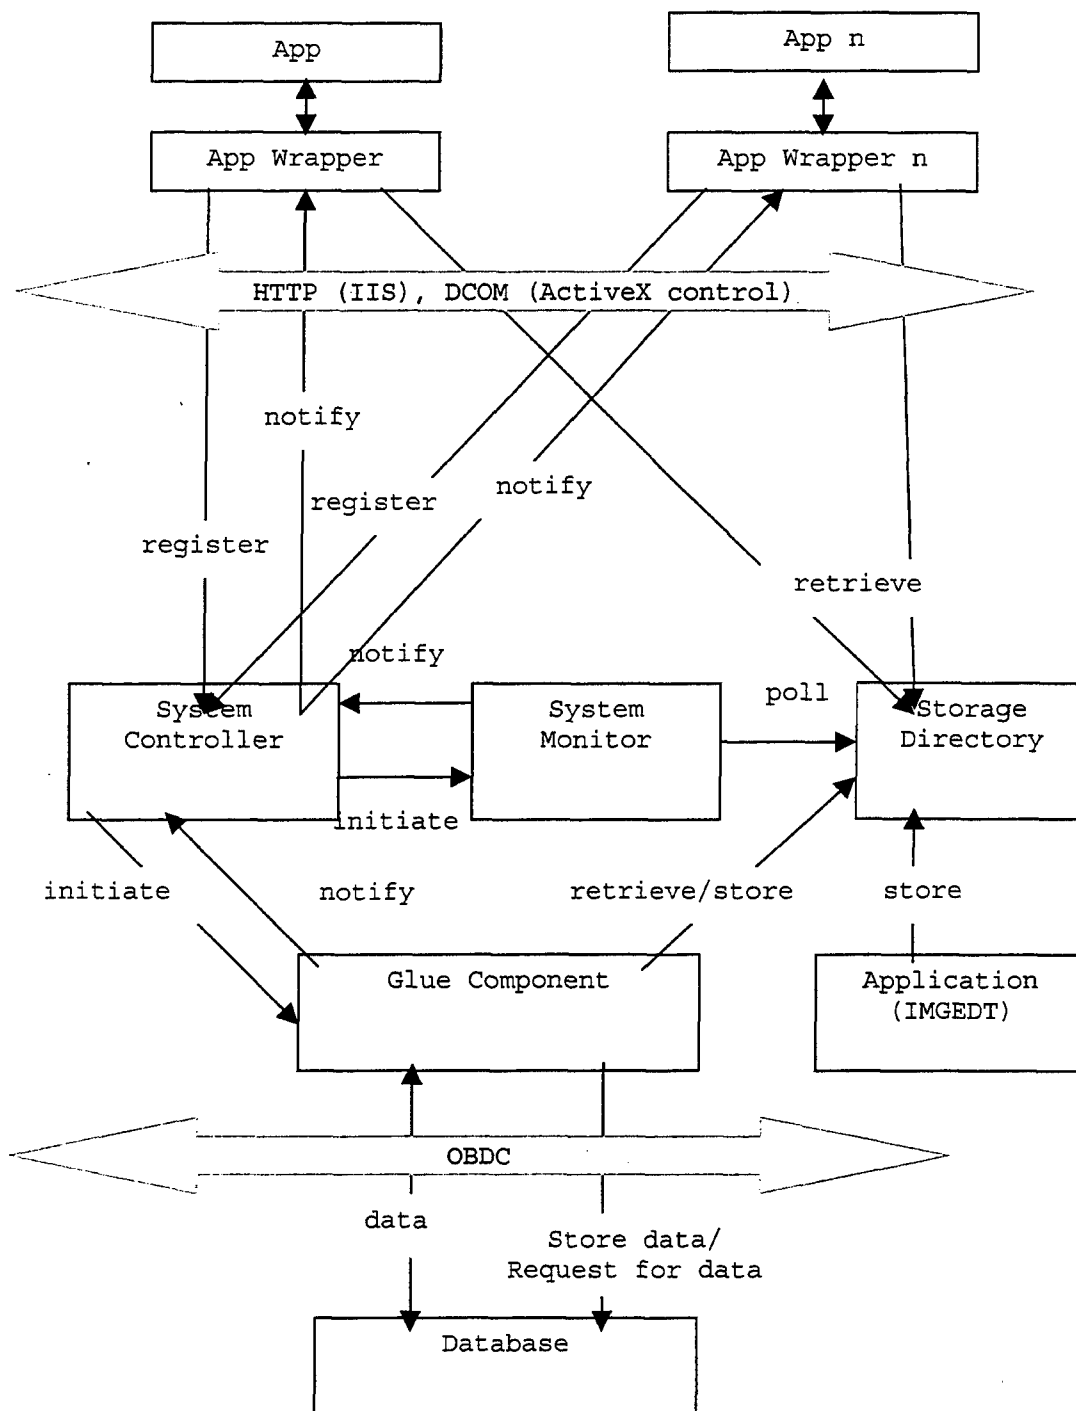 App
App n
App Wrapper
App Wrapper n
HTTP (IIS), DCOM (ActiveX control)
notify
notify
register
register
retrieve
notify
poll
System
Controller
System
Monitor
Storage
Directory
initiate
initiate
notify
retrieve/store
store
Glue Component
Application
(IMGEDT)
OBDC
data
Store data/
Request for data
Database